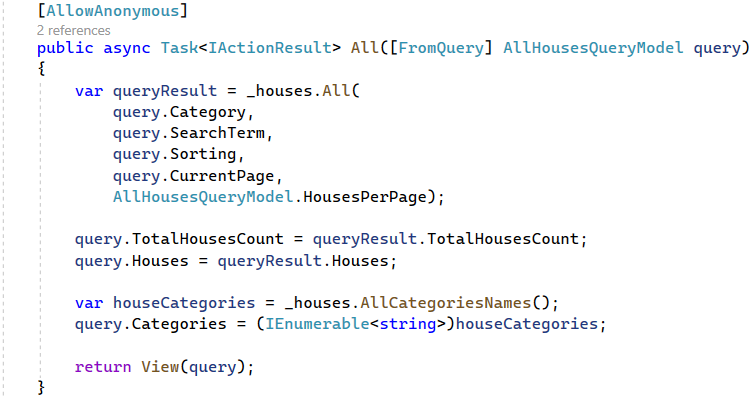 [AllowAnonymous]
2 references
public async Task<IActionResult> All([FromQuery] AllHousesQueryModel query)
{
var queryResult = _houses.All(
query.Category,
query.SearchTerm,
query.Sorting,
query.CurrentPage,
AllHousesQueryModel.HousesPerPage);
query.TotalHousesCount = queryResult.TotalHousesCount;
query.Houses = queryResult.Houses;
var houseCategories = _houses.AllCategoriesNames();
query.Categories = (IEnumerable<string>)houseCategories;
return View(query);
}